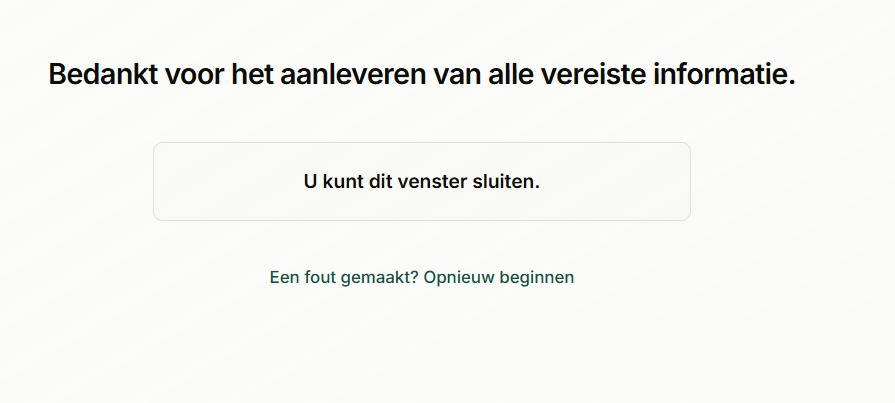 Bedankt voor het aanleveren van alle vereiste informatie.
U kunt dit venster sluiten.
Een fout gemaakt? Opnieuw beginnen